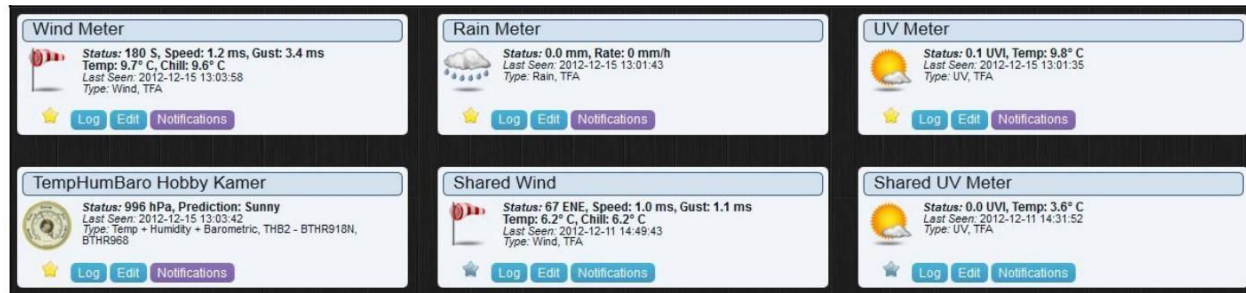 Wind Meter
Status: 180 S, Speed: 1.2 ms, Gust: 3.4 ms
Temp: 9.7° C, Chill: 9.6° C
Last Seen: 2012-12-15 13:03:58
Type: Wind, TFA
Log Edit Notifications
Rain Meter
Status: 0.0 mm, Rate: 0 mm/h
Last Seen: 2012-12-15 13:01:43
Type: Rain, TFA
Log Edit Notifications
UV Meter
Status: 0.1 UVI, Temp: 9.8° C
Last Seen: 2012-12-15 13:01:35
Type: UV, TFA
Log Edit Notifications
TempHumBaro Hobby Kamer
Status: 996 hPa, Prediction: Sunny
Last Seen: 2012-12-15 13:03:42
Type: Temp + Humidity + Barometric, THB2 - BTHR918N,
BTHR968
Log Edit Notifications
Shared Wind
Status: 67 ENE, Speed: 1.0 ms, Gust: 1.1 ms
Temp: 6.2° C, Chill: 6.2° C
Last Seen: 2012-12-11 14:49:43
Type: Wind, TFA
Log Edit Notifications
Shared UV Meter
Status: 0.0 UVI, Temp: 3.6° C
Last Seen: 2012-12-11 14:31:52
Type: UV, TFA
Log Edit Notifications